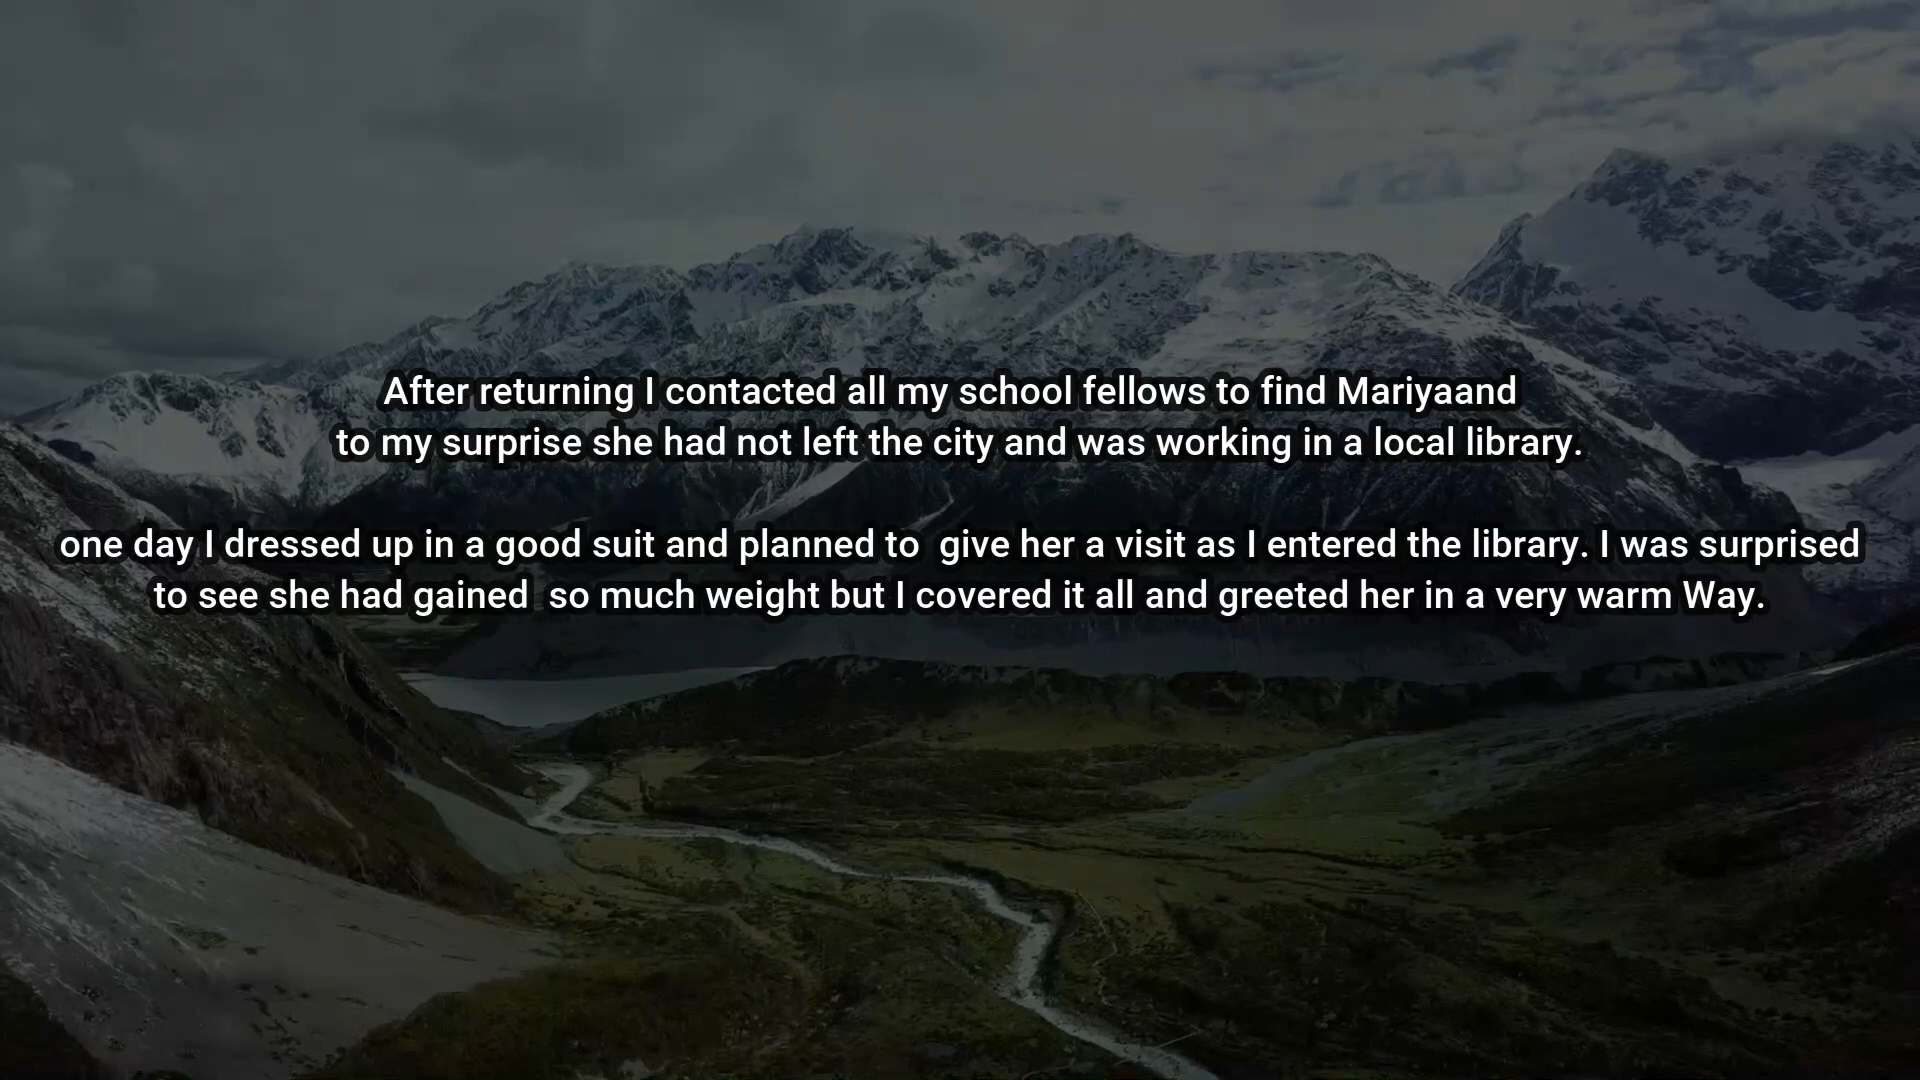 After returning I contacted all my school fellows to find Mariyaand
to my surprise she had not left the city and was working in a local library.
one day I dressed up in a good suit and planned to  give her a visit as I entered the library. I was surprised
to see she had gained  so much weight but I covered it all and greeted her in a very warm Way.